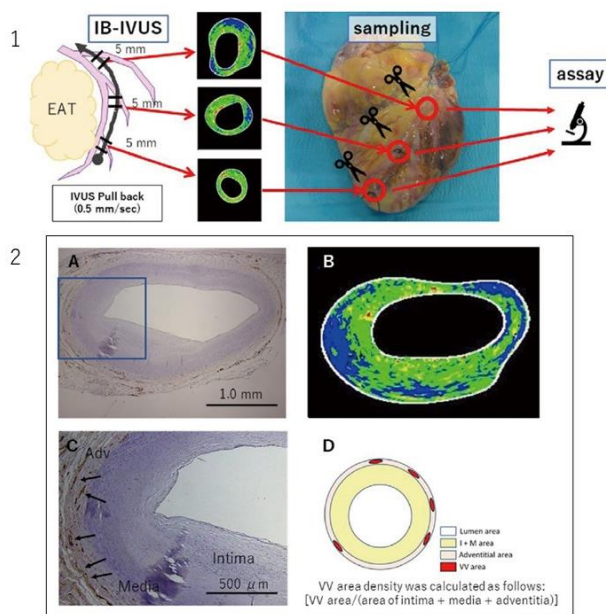 1
IB-IVUS
sampling
5 mm
assay
EAT
5 mm
5 mm
IVUS Pull back
(0.5 mm/sec)
2
A
B
1.0 mm
C
Adv
D
Lumen area
I + M area
Adventitial area
VV area
Intima
Media
500 μm
VV area density was calculated as follows:
[VV area/(area of intima + media + adventitia)]